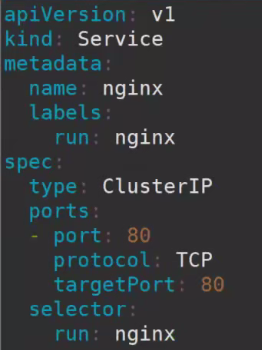 apiVersion: v1
kind: Service
metadata:
  name: nginx
  labels:
    run: nginx
spec:
  type: ClusterIP
  ports:
  - port: 80
    protocol: TCP
    targetPort: 80
  selector:
    run: nginx